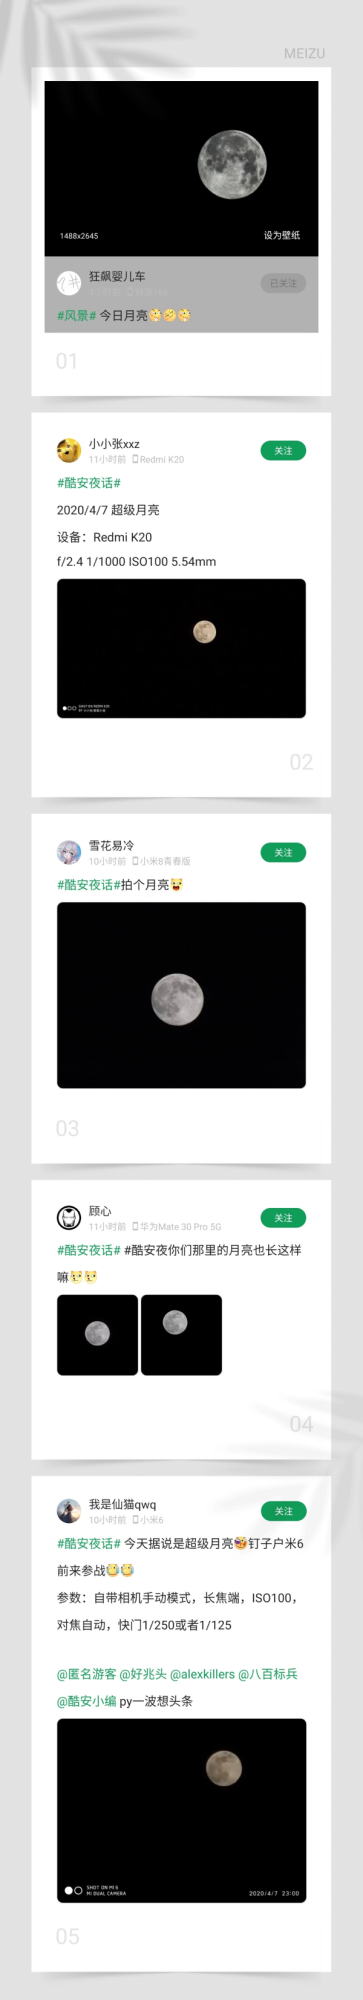 MEIZU
1488x2645
设为壁纸
狂飙婴儿车
已关注
#风景# 今日月亮
01
小小张xxz
关注
11小时前 Redmi K20
#酷安夜话#
2020/4/7 超级月亮
设备：Redmi K20
f/2.4 1/1000 ISO100 5.54mm
SHOT ON REDMI K20
02
雪花易冷
关注
10小时前 小米8青春版
#酷安夜话#拍个月亮
03
顾心
关注
11小时前 华为Mate 30 Pro 5G
#酷安夜话# #酷安夜你们那里的月亮也长这样
嘛
04
我是仙猫qwq
关注
10小时前 小米6
#酷安夜话# 今天据说是超级月亮钉子户米6
前来参战
参数：自带相机手动模式，长焦端，ISO100，
对焦自动，快门1/250或者1/125
@匿名游客 @好兆头 @alexkillers @八百标兵
@酷安小编 py一波想头条
SHOT ON MI 6
MI DUAL CAMERA
2020/4/7 23:00
05